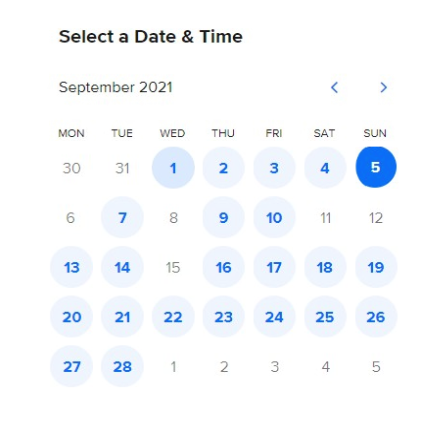 Select a Date & Time
September 2021
MON TUE WED THU FRI SAT SUN
30 31 1 2 3 4 5
6 7 8 9 10 11 12
13 14 15 16 17 18 19
20 21 22 23 24 25 26
27 28 1 2 3 4 5